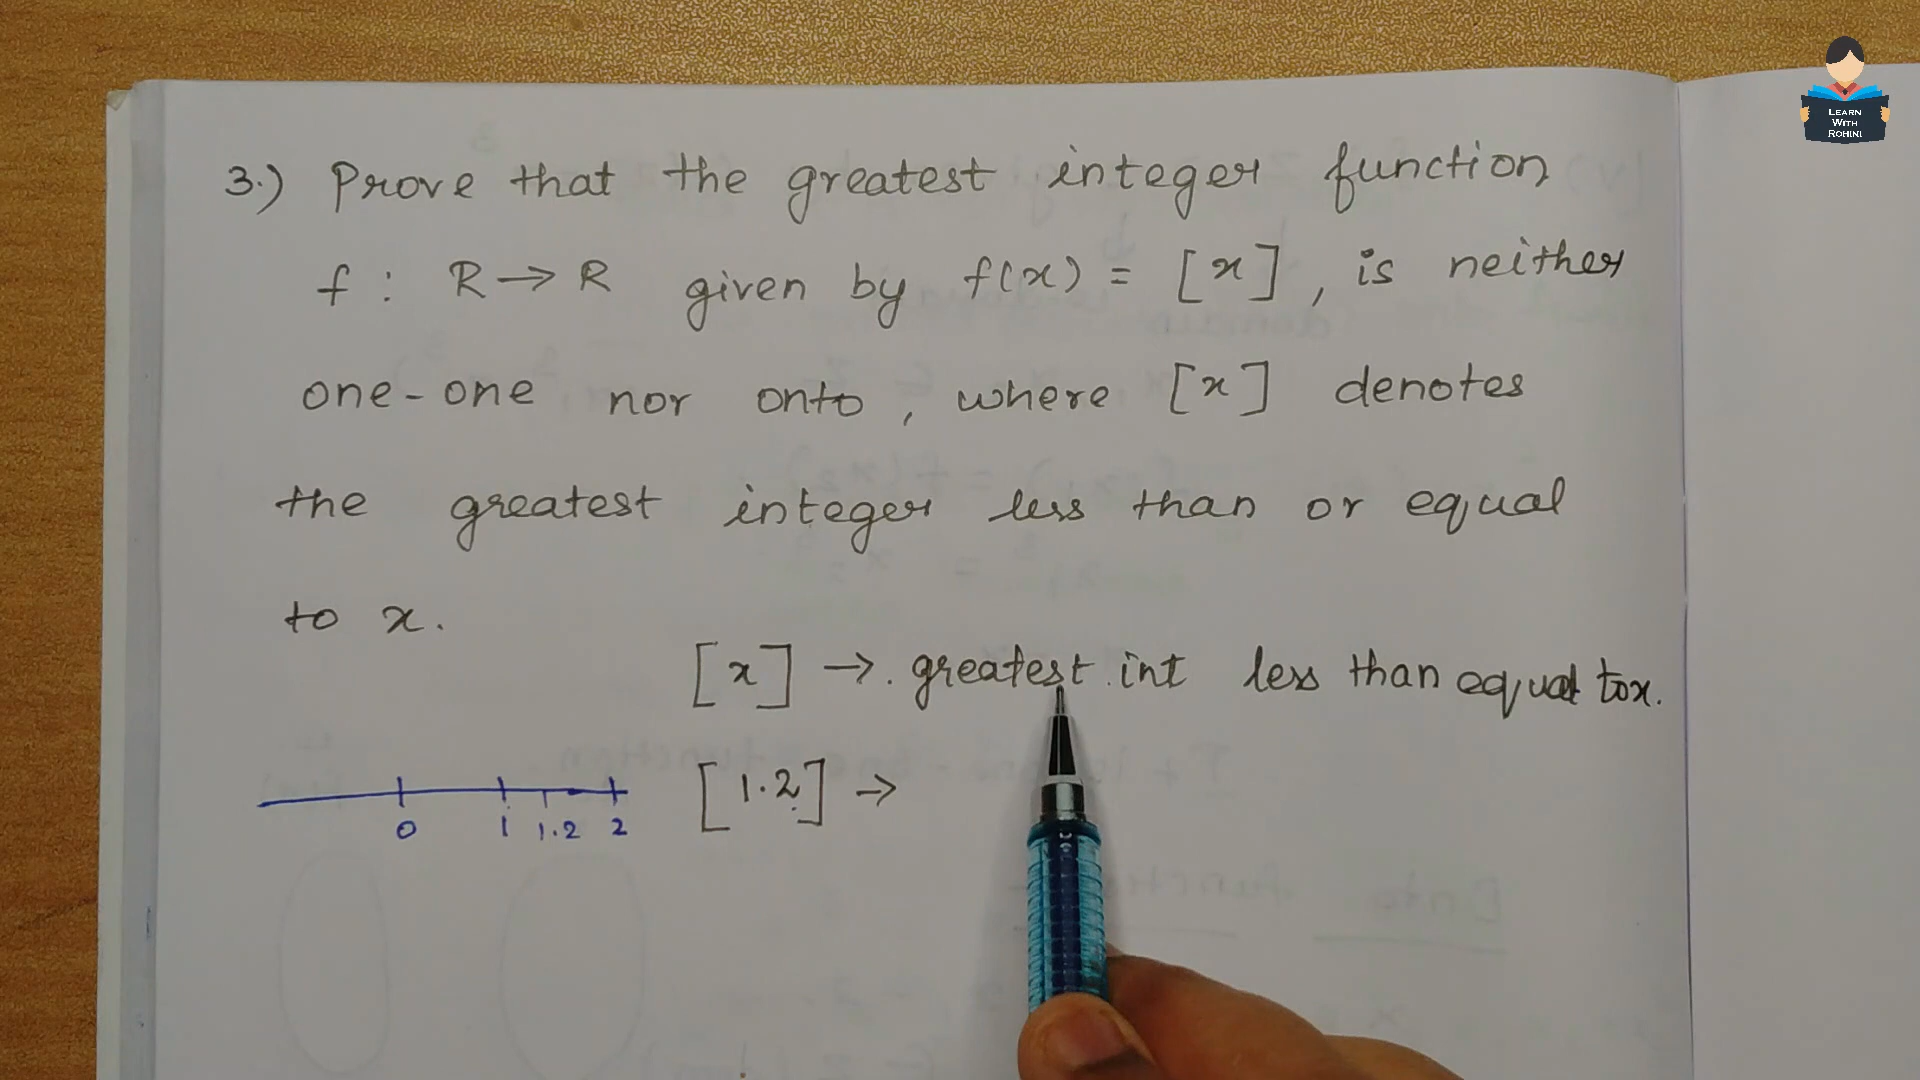 3.) Prove that the greatest integer function
f : R → R given by f(x) = [x], is neither
one-one nor onto, where [x] denotes
the greatest integer less than or equal
to x.
[x] → greatest int less than equal to x.
[1.2] →
0 1 1.2 2
LEARN
WITH
ROHINI